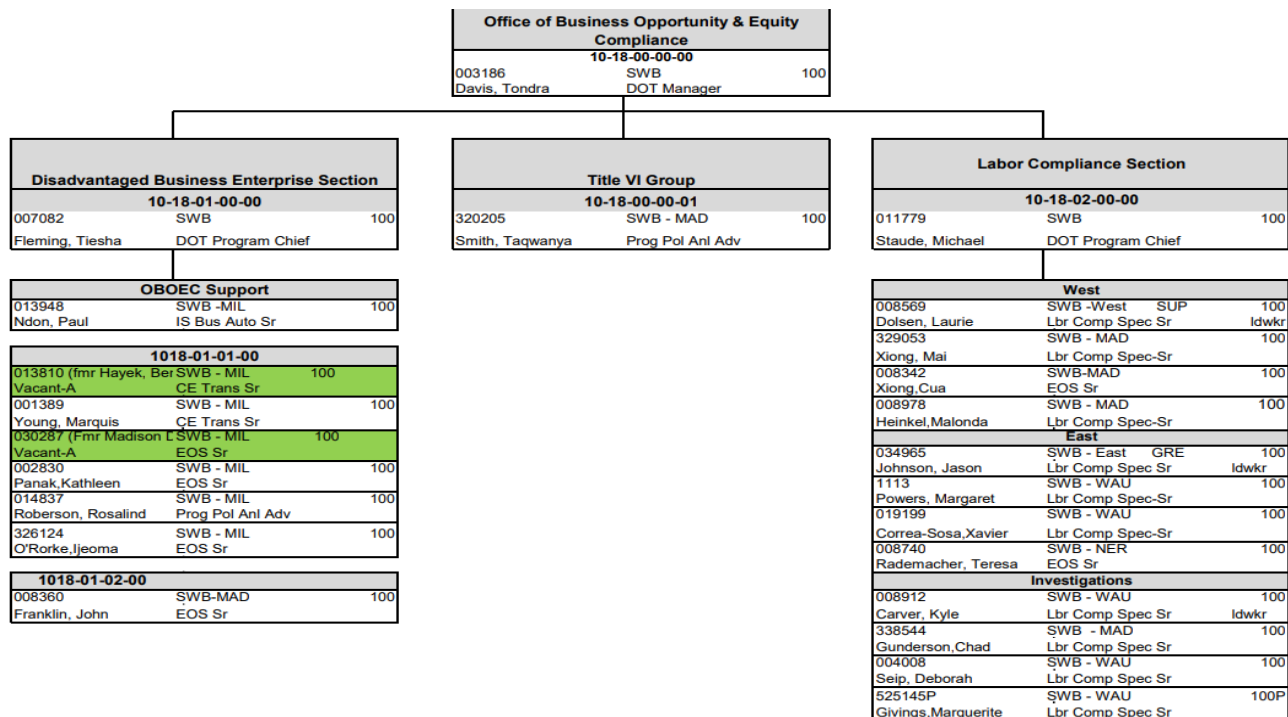 Office of Business Opportunity & Equity
Compliance
10-18-00-00-00
003186 SWB 100
Davis, Tondra DOT Manager
Disadvantaged Business Enterprise Section
10-18-01-00-00
007082 SWB 100
Fleming, Tiesha DOT Program Chief
OBOEC Support
013948 SWB -MIL 100
Ndon, Paul IS Bus Auto Sr
1018-01-01-00
013810 (fmr Hayek, Ber SWB - MIL 100
Vacant-A CE Trans Sr
001389 SWB - MIL 100
Young, Marquis CE Trans Sr
030287 (Fmr Madison D SWB - MIL 100
Vacant-A EOS Sr
002830 SWB - MIL 100
Panak,Kathleen EOS Sr
014837 SWB - MIL 100
Roberson, Rosalind Prog Pol Anl Adv
326124 SWB - MIL 100
O'Rorke,Ijeoma EOS Sr
1018-01-02-00
008360 SWB-MAD 100
Franklin, John EOS Sr
Title VI Group
10-18-00-00-01
320205 SWB - MAD 100
Smith, Taqwanya Prog Pol Anl Adv
Labor Compliance Section
10-18-02-00-00
011779 SWB 100
Staude, Michael DOT Program Chief
West
008569 SWB -West SUP 100
Dolsen, Laurie Lbr Comp Spec Sr ldwkr
329053 SWB - MAD 100
Xiong, Mai Lbr Comp Spec-Sr
008342 SWB-MAD 100
Xiong,Cua EOS Sr
008978 SWB - MAD 100
Heinkel,Malonda Lbr Comp Spec-Sr
East
034965 SWB - East GRE 100
Johnson, Jason Lbr Comp Spec Sr ldwkr
1113 SWB - WAU 100
Powers, Margaret Lbr Comp Spec-Sr
019199 SWB - WAU 100
Correa-Sosa,Xavier Lbr Comp Spec-Sr
008740 SWB - NER 100
Rademacher, Teresa EOS Sr
Investigations
008912 SWB - WAU 100
Carver, Kyle Lbr Comp Spec Sr ldwkr
338544 SWB - MAD 100
Gunderson,Chad Lbr Comp Spec Sr
004008 SWB - WAU 100
Seip, Deborah Lbr Comp Spec Sr
525145P SWB - WAU 100P
Givings,Marguerite Lbr Comp Spec Sr